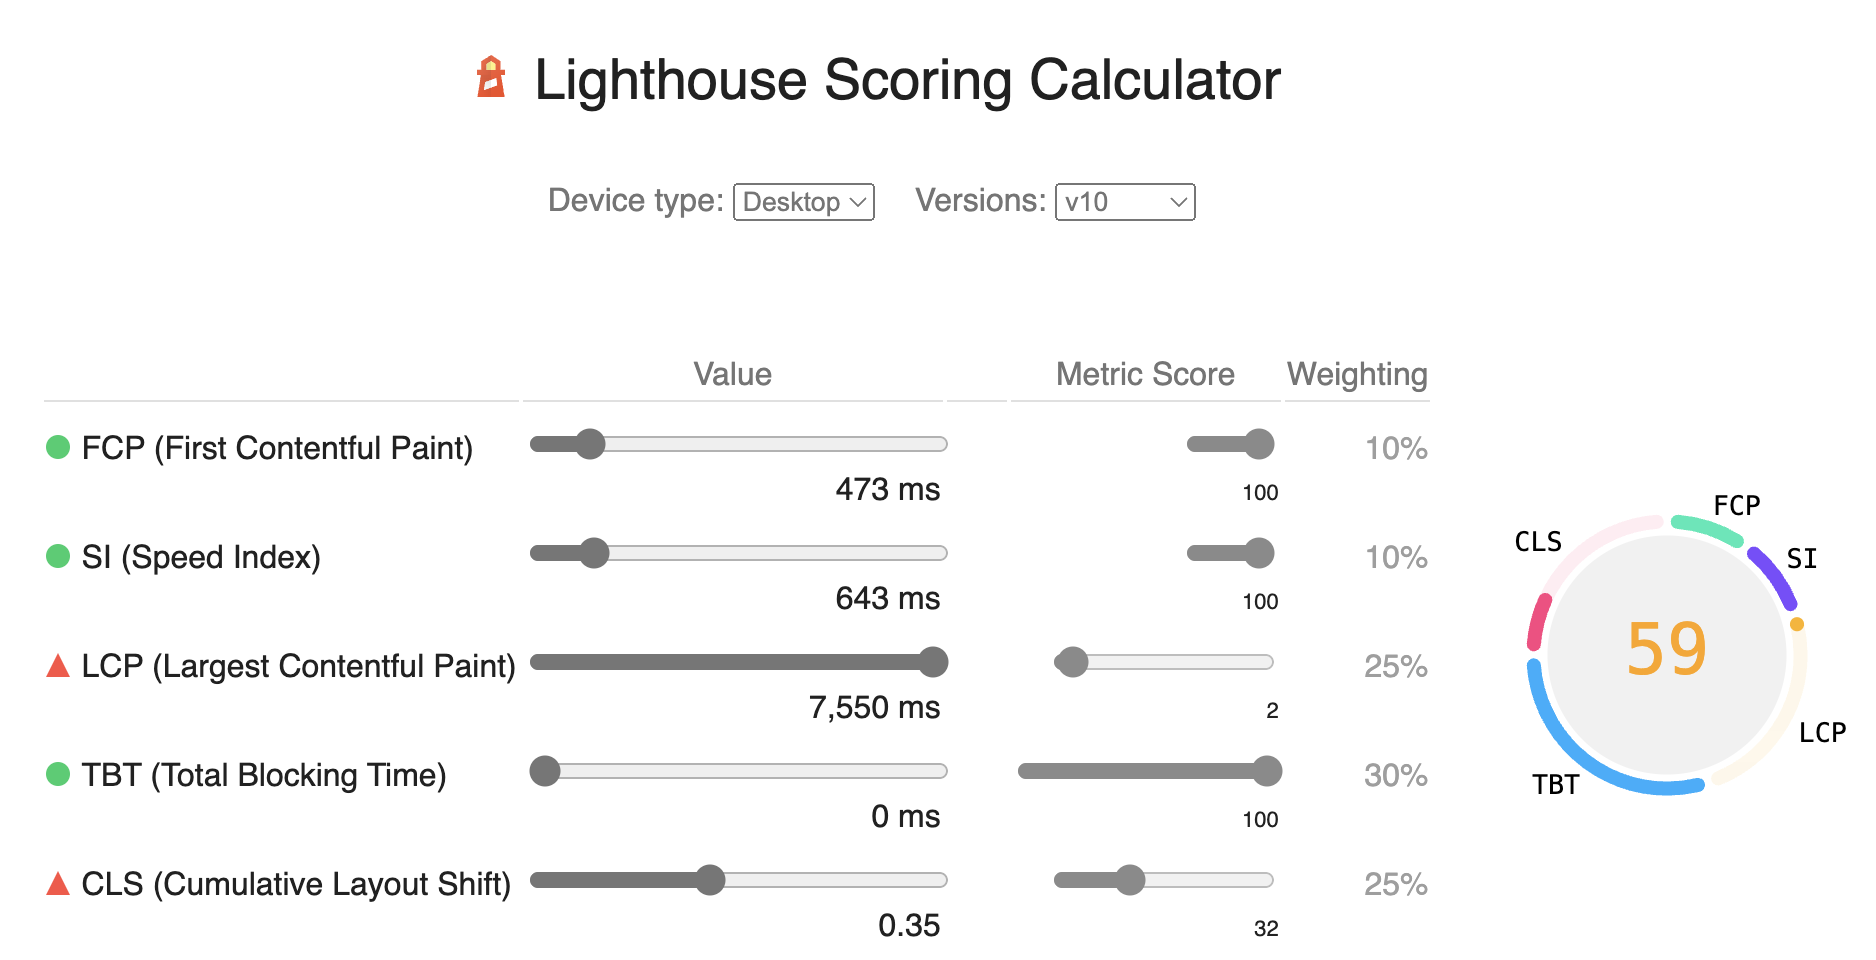 Lighthouse Scoring Calculator
Device type: Desktop Versions: v10
Value Metric Score Weighting
FCP (First Contentful Paint) 10%
473 ms 100
SI (Speed Index) 10%
643 ms 100
LCP (Largest Contentful Paint) 25%
7,550 ms 2
TBT (Total Blocking Time) 30%
0 ms 100
CLS (Cumulative Layout Shift) 25%
0.35 32
FCP
CLS
SI
59
LCP
TBT